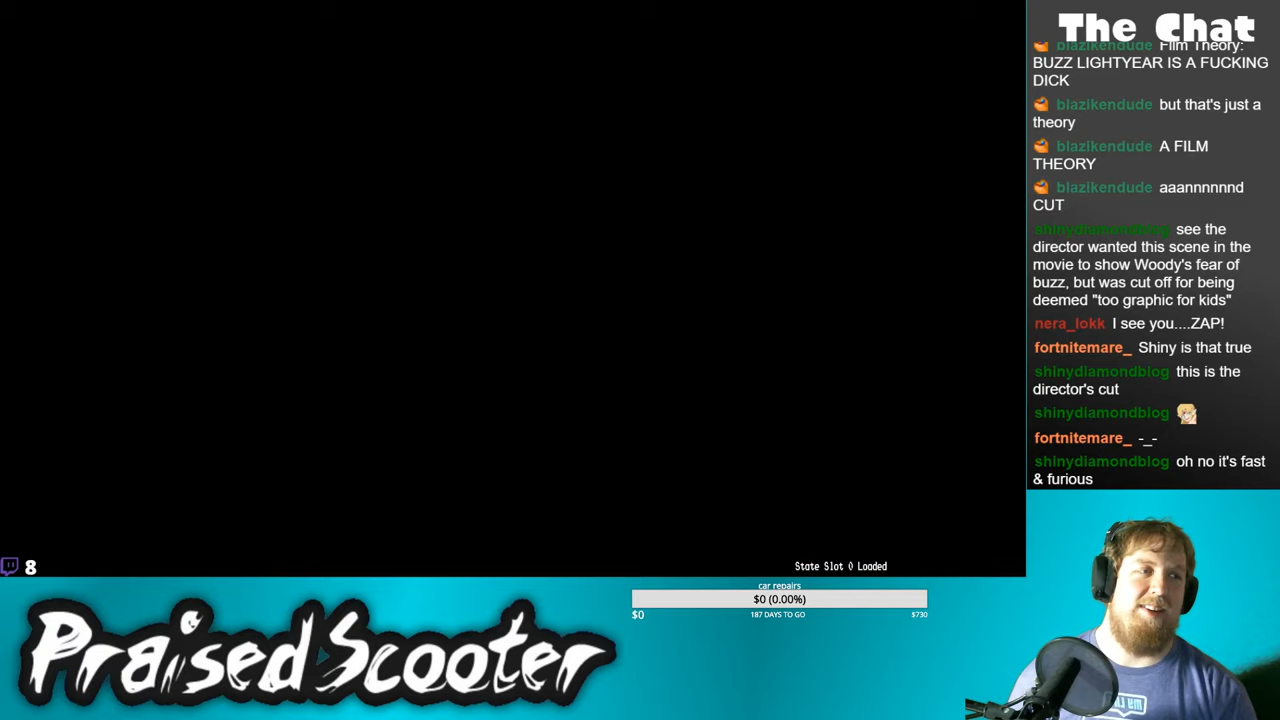 The Chat
blazikendude Film Theory:
BUZZ LIGHTYEAR IS A FUCKING
DICK
blazikendude but that's just a
theory
blazikendude A FILM
THEORY
blazikendude aaannnnnnd
CUT
shinydiamondblog see the
director wanted this scene in the
movie to show Woody's fear of
buzz, but was cut off for being
deemed "too graphic for kids"
nera_lokk I see you....ZAP!
fortnitemare_ Shiny is that true
shinydiamondblog this is the
director's cut
shinydiamondblog
fortnitemare_ -_-
shinydiamondblog oh no it's fast
& furious
8
State Slot 0 Loaded
car repairs
$0 (0.00%)
$0 187 DAYS TO GO $730
PraisedScooter